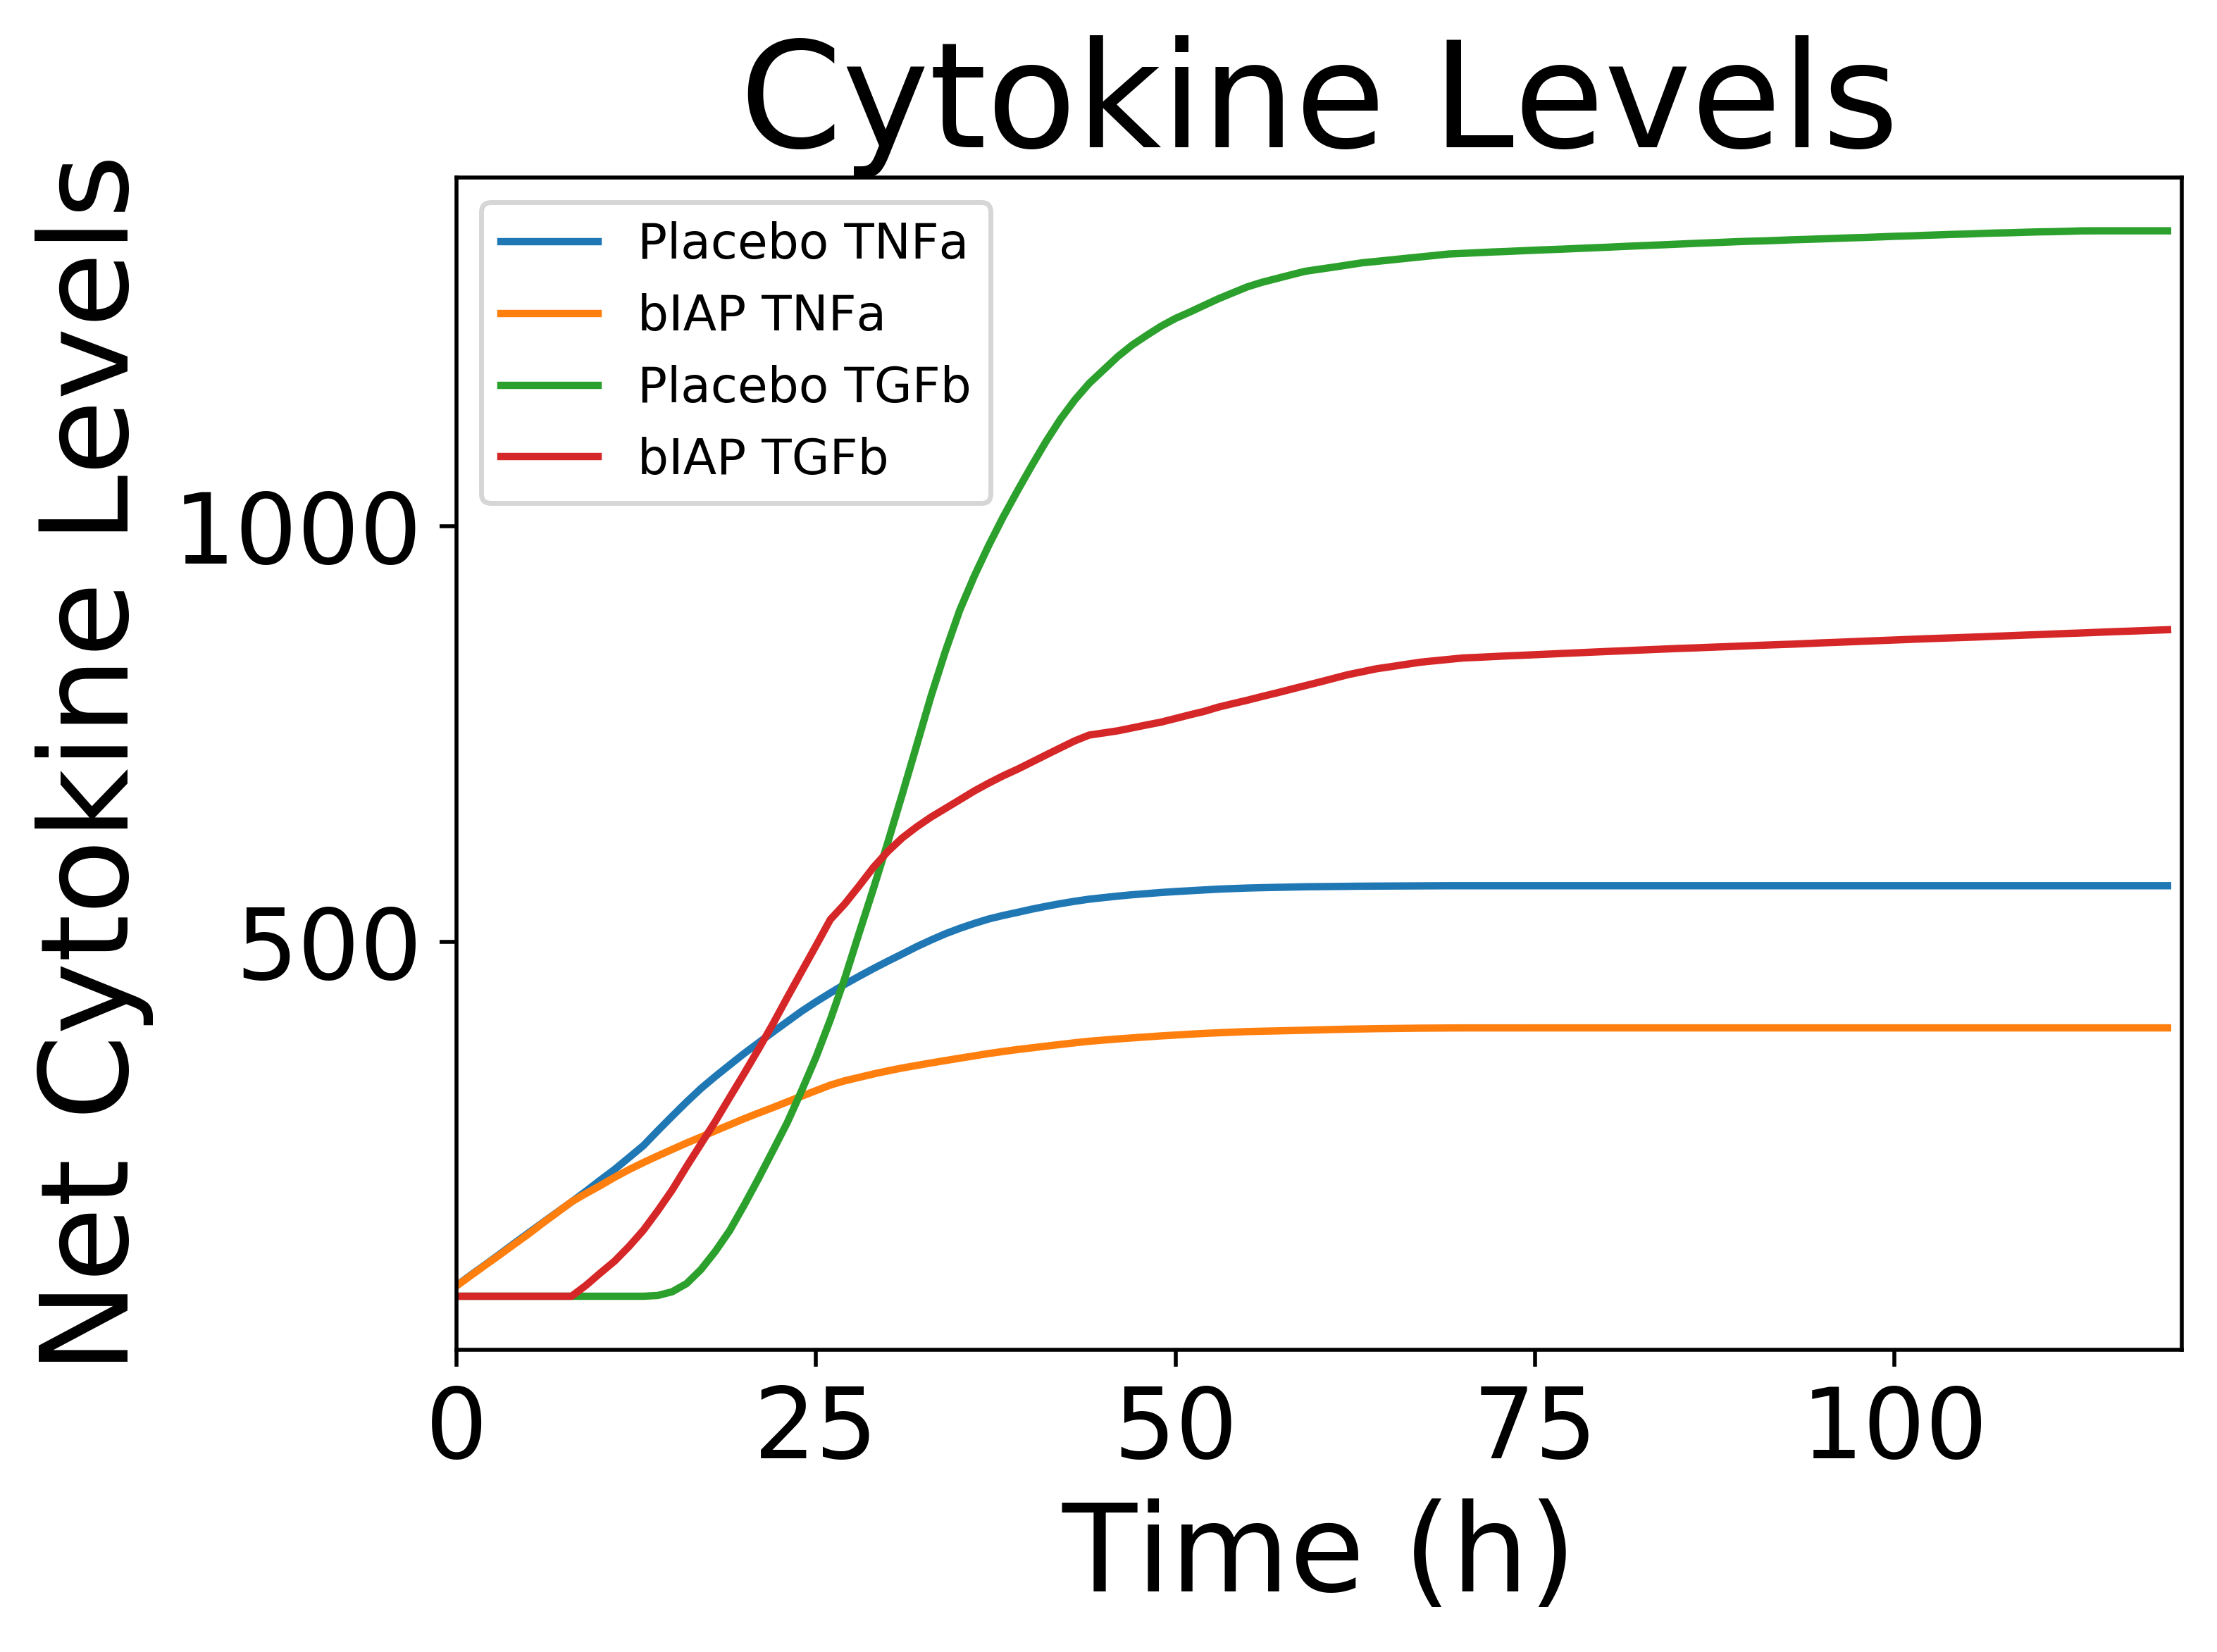 Cytokine Levels
Net Cytokine Levels
Placebo TNFa
bIAP TNFa
Placebo TGFb
bIAP TGFb
1000
500
0 25 50 75 100
Time (h)